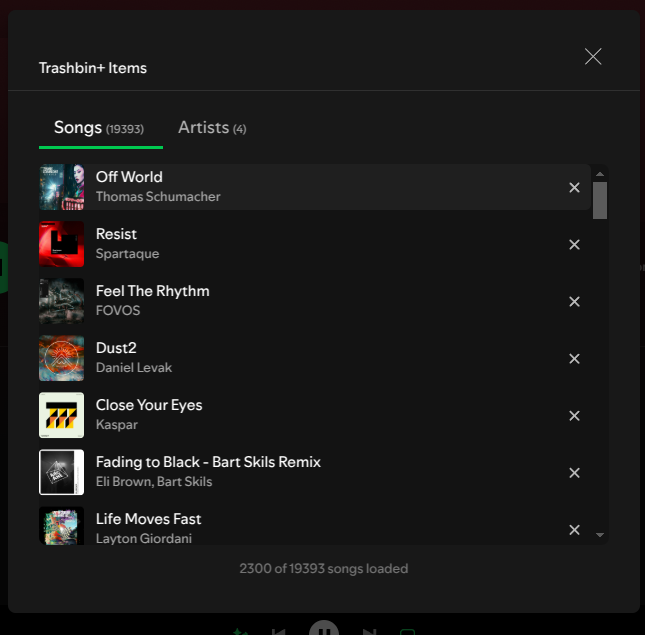 Trashbin+ Items
Songs (19393) Artists (4)
Off World
Thomas Schumacher
Resist
Spartaque
Feel The Rhythm
FOVOS
Dust2
Daniel Levak
Close Your Eyes
Kaspar
Fading to Black - Bart Skils Remix
Eli Brown, Bart Skils
Life Moves Fast
Layton Giordani
2300 of 19393 songs loaded